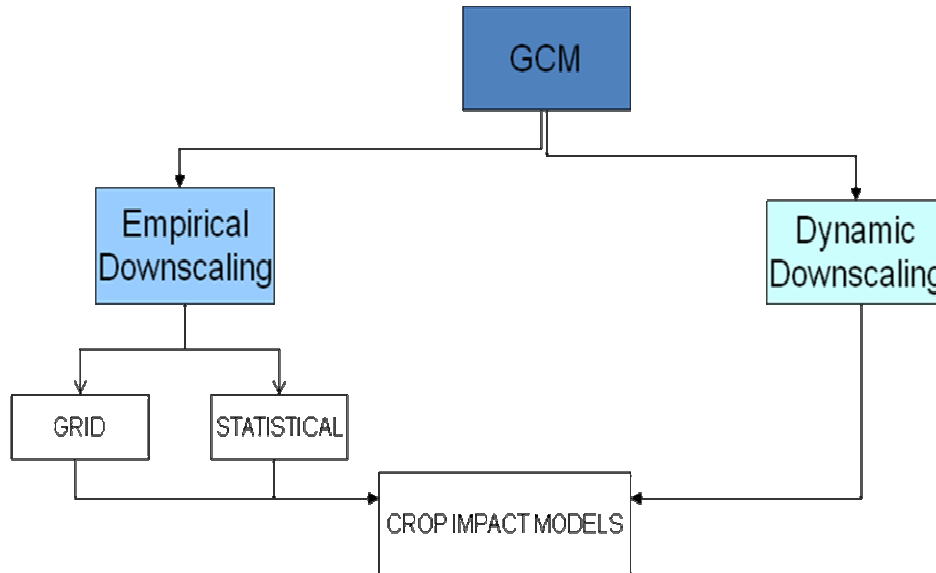 GCM
Empirical
Downscaling
Dynamic
Downscaling
GRID
STATISTICAL
CROP IMPACT MODELS